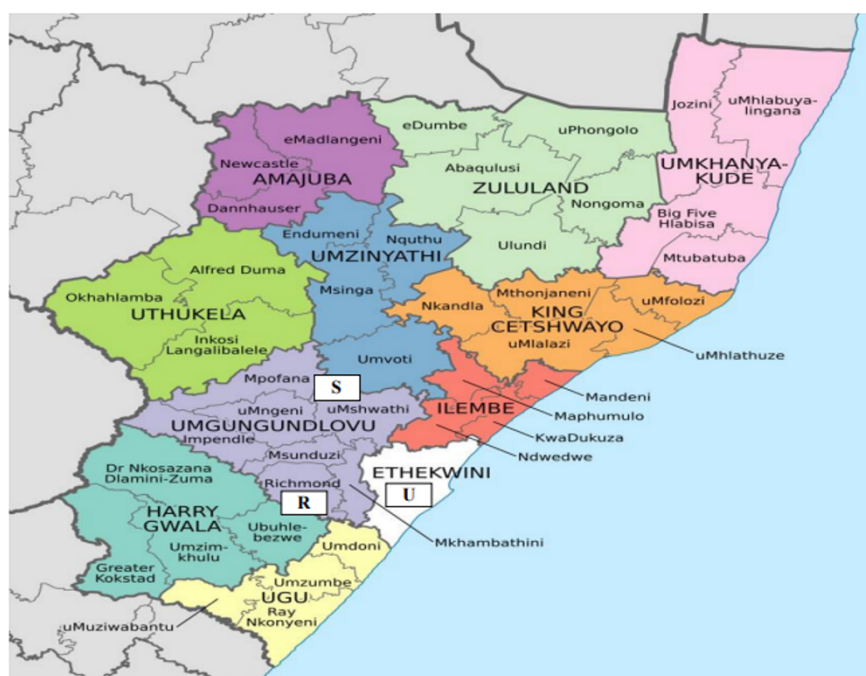 Jozini
uMhlabuya-
lingana
eDumbe
uPhongolo
eMadlangeni
Newcastle
AMAJUBA
Abaqulusi
ZULULAND
UMKHANYA-
KUDE
Dannhauser
Nongoma
Big Five
Hlabisa
Endumeni
Nquthu
UMZINYATHI
Ulundi
Mtubatuba
Alfred Duma
Okhahlamba
UTHUKELA
Msinga
Nkandla
Mthonjaneni
uMfolozi
KING
CETSHWAYO
Inkosi
Langalibalele
uMlalazi
uMhlathuze
Umvoti
Mpofana
S
Mandeni
uMngeni
uMshwathi
ILEMBE
Maphumulo
UMGUNGUNDLOVU
Impendle
KwaDukuza
Msunduzi
Ndwedwe
Dr Nkosazana
Dlamini-Zuma
ETHEKWINI
Richmond
U
R
HARRY
GWALA
Ubuhle-
bezwe
Umzim-
khulu
Umdoni
Mkhambathini
Greater
Kokstad
Umzumbe
UGU
Ray
Nkonyeni
uMuziwabantu